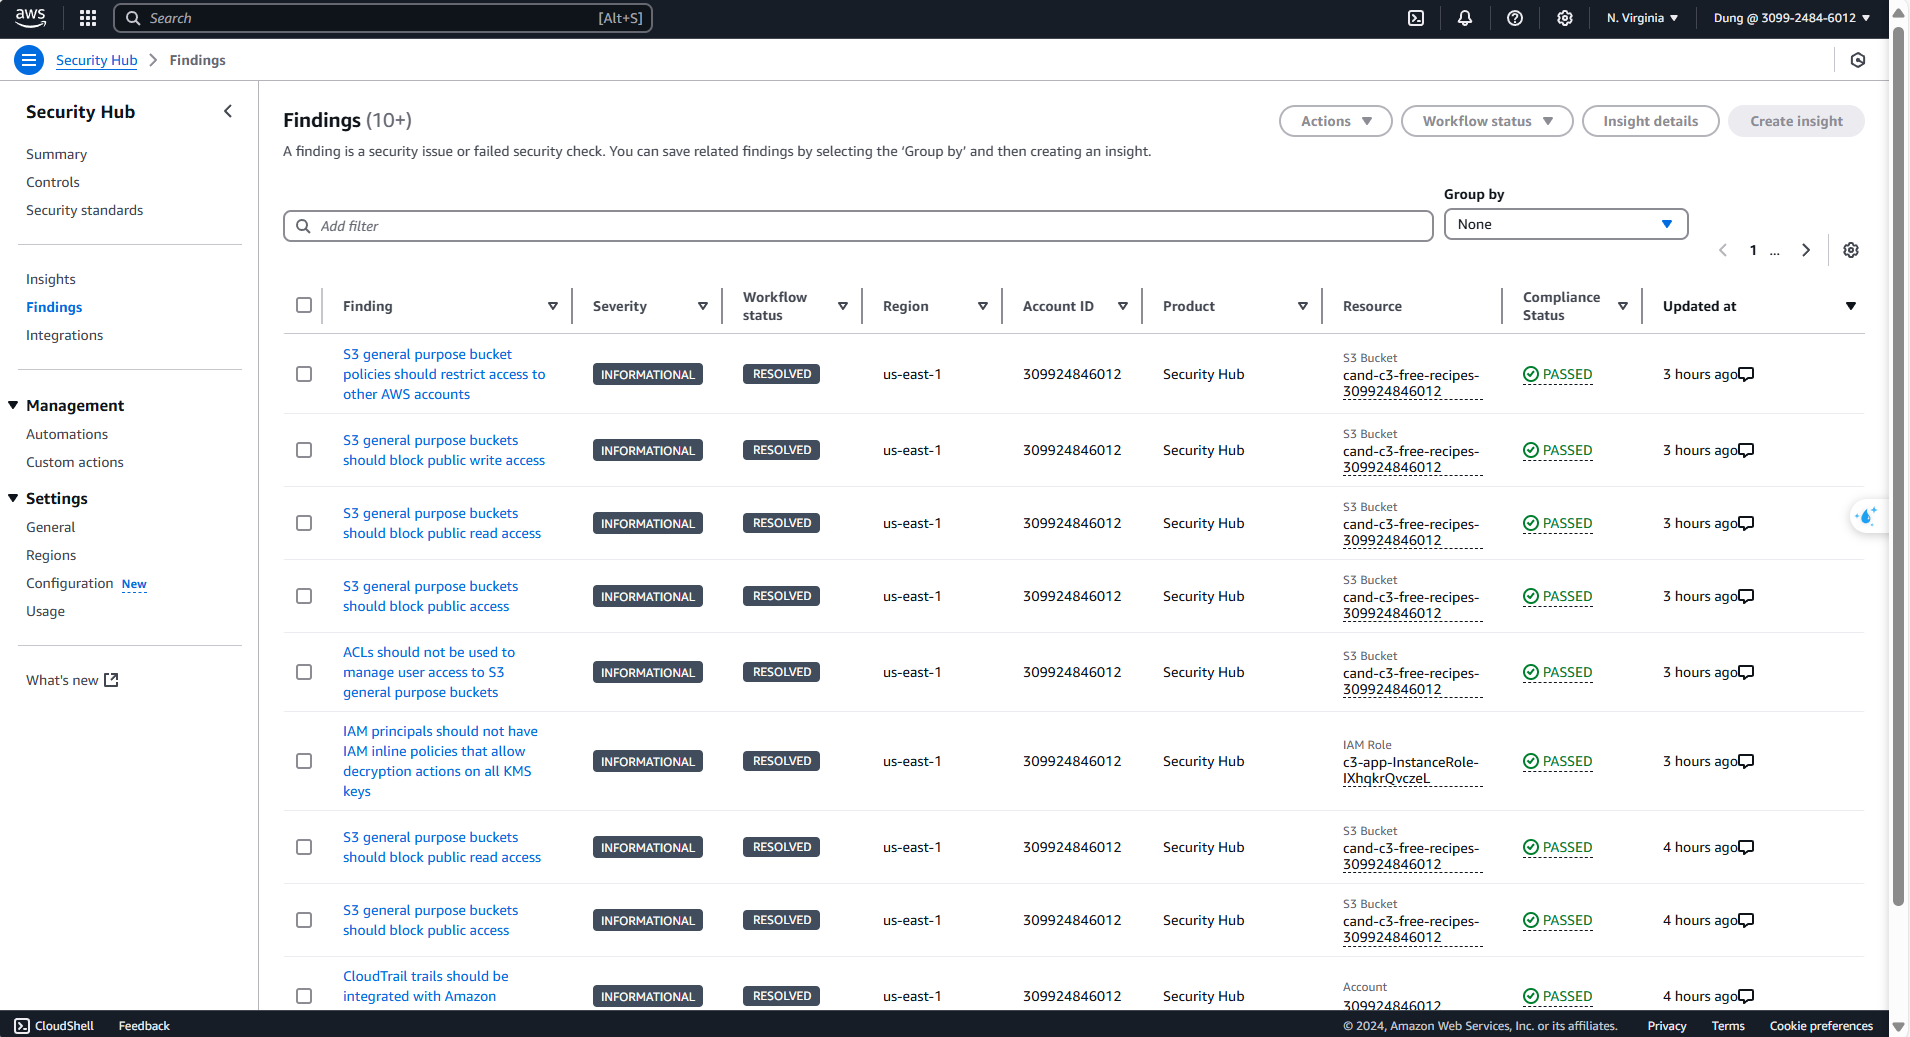 aws
Search
[Alt+S]
N. Virginia
Dung @ 3099-2484-6012
Security Hub
Findings
Security Hub
Summary
Controls
Security standards
Insights
Findings
Integrations
Management
Automations
Custom actions
Settings
General
Regions
Configuration New
Usage
What's new
Findings (10+)
A finding is a security issue or failed security check. You can save related findings by selecting the ‘Group by’ and then creating an insight.
Actions
Workflow status
Insight details
Create insight
Add filter
Group by
None
1 ...
Finding
Severity
Workflow
status
Region
Account ID
Product
Resource
Compliance
Status
Updated at
S3 general purpose bucket
policies should restrict access to
other AWS accounts
INFORMATIONAL
RESOLVED
us-east-1
309924846012
Security Hub
S3 Bucket
cand-c3-free-recipes-
309924846012
PASSED
3 hours ago
S3 general purpose buckets
should block public write access
INFORMATIONAL
RESOLVED
us-east-1
309924846012
Security Hub
S3 Bucket
cand-c3-free-recipes-
309924846012
PASSED
3 hours ago
S3 general purpose buckets
should block public read access
INFORMATIONAL
RESOLVED
us-east-1
309924846012
Security Hub
S3 Bucket
cand-c3-free-recipes-
309924846012
PASSED
3 hours ago
S3 general purpose buckets
should block public access
INFORMATIONAL
RESOLVED
us-east-1
309924846012
Security Hub
S3 Bucket
cand-c3-free-recipes-
309924846012
PASSED
3 hours ago
ACLs should not be used to
manage user access to S3
general purpose buckets
INFORMATIONAL
RESOLVED
us-east-1
309924846012
Security Hub
S3 Bucket
cand-c3-free-recipes-
309924846012
PASSED
3 hours ago
IAM principals should not have
IAM inline policies that allow
decryption actions on all KMS
keys
INFORMATIONAL
RESOLVED
us-east-1
309924846012
Security Hub
IAM Role
c3-app-InstanceRole-
IXhqkrQvczeL
PASSED
3 hours ago
S3 general purpose buckets
should block public read access
INFORMATIONAL
RESOLVED
us-east-1
309924846012
Security Hub
S3 Bucket
cand-c3-free-recipes-
309924846012
PASSED
4 hours ago
S3 general purpose buckets
should block public access
INFORMATIONAL
RESOLVED
us-east-1
309924846012
Security Hub
S3 Bucket
cand-c3-free-recipes-
309924846012
PASSED
4 hours ago
CloudTrail trails should be
integrated with Amazon
INFORMATIONAL
RESOLVED
us-east-1
309924846012
Security Hub
Account
309924846012
PASSED
4 hours ago
CloudShell
Feedback
© 2024, Amazon Web Services, Inc. or its affiliates.
Privacy
Terms
Cookie preferences